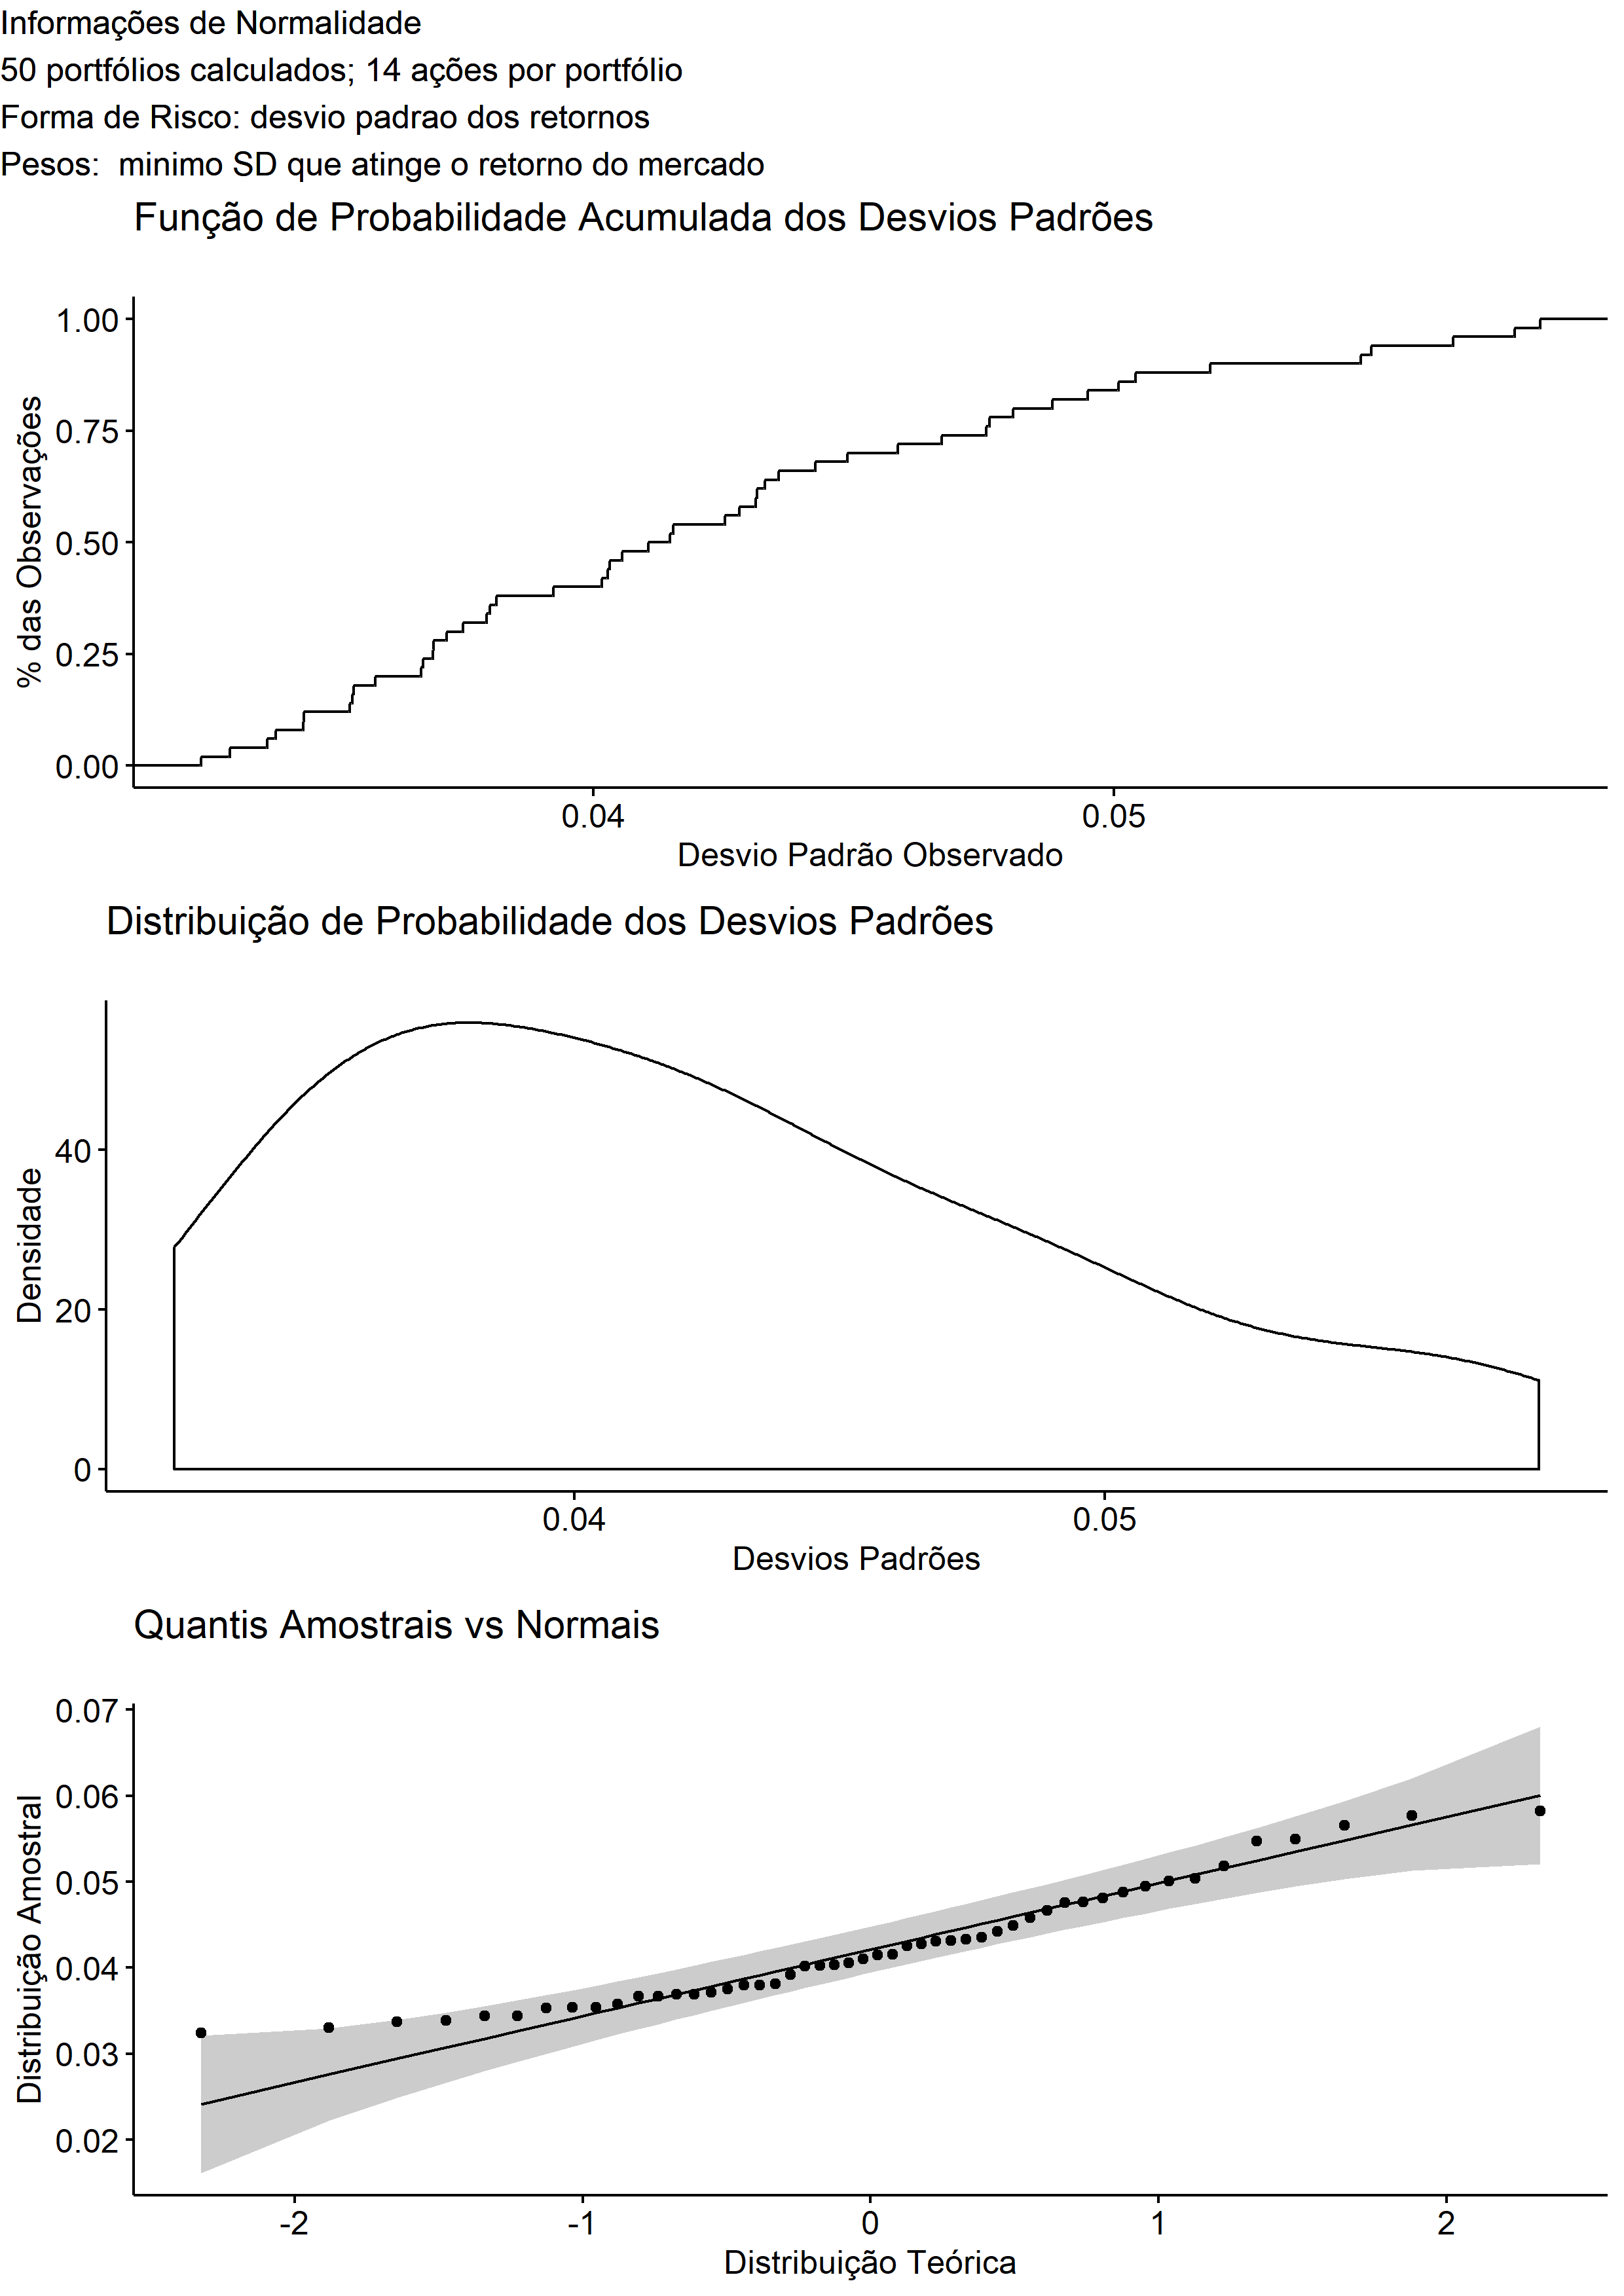 Informações de Normalidade
50 portfólios calculados; 14 ações por portfólio
Forma de Risco: desvio padrao dos retornos
Pesos:  minimo SD que atinge o retorno do mercado
Função de Probabilidade Acumulada dos Desvios Padrões
% das Observações
1.00
0.75
0.50
0.25
0.00
0.04 0.05
Desvio Padrão Observado
Distribuição de Probabilidade dos Desvios Padrões
Densidade
40
20
0
0.04 0.05
Desvios Padrões
Quantis Amostrais vs Normais
Distribuição Amostral
0.07
0.06
0.05
0.04
0.03
0.02
-2 -1 0 1 2
Distribuição Teórica